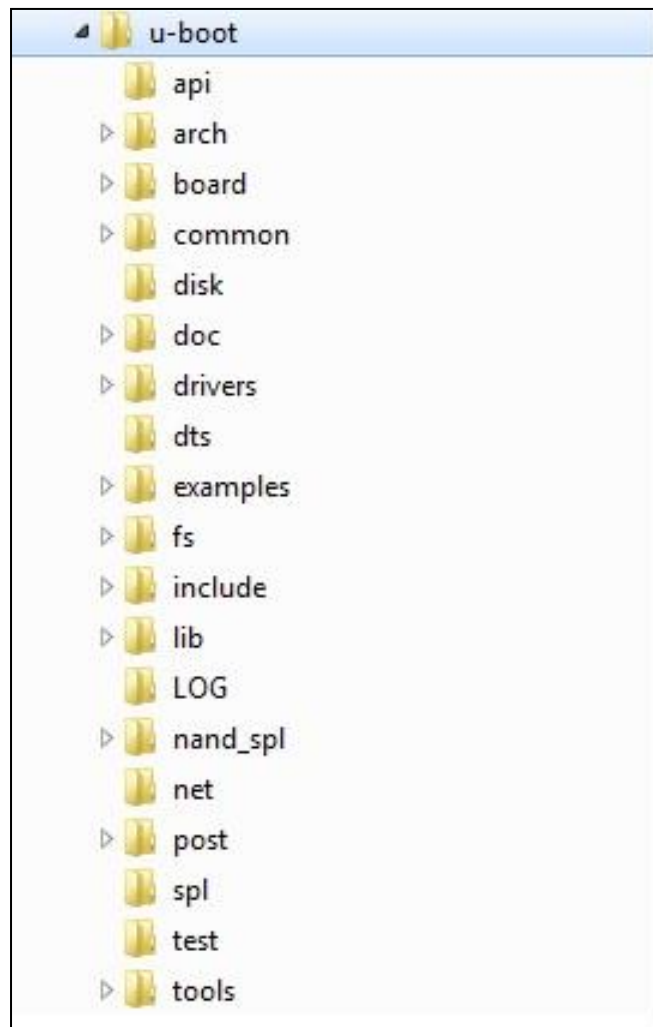 u-boot
api
arch
board
common
disk
doc
drivers
dts
examples
fs
include
lib
LOG
nand_spl
net
post
spl
test
tools